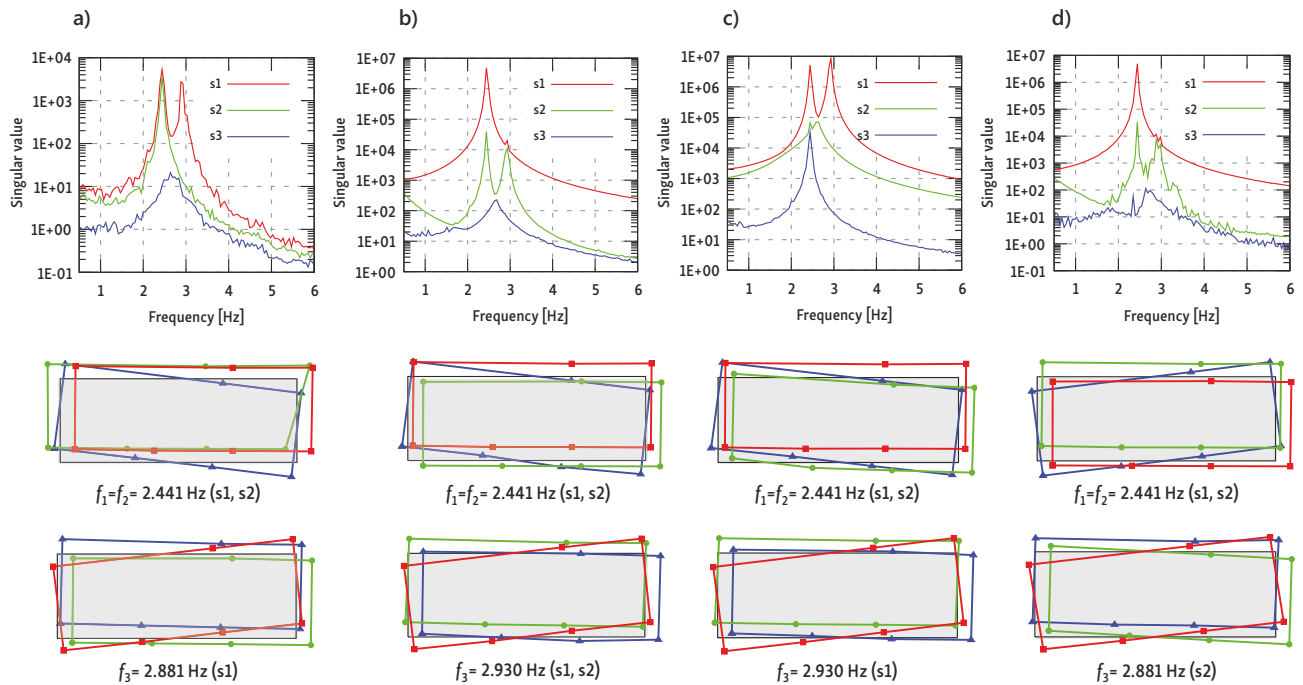 a)
b)
c)
d)
Singular value
1E+04
1E+03
1E+02
1E+01
1E+00
1E-01
s1
s2
s3
1 2 3 4 5 6
Frequency [Hz]
Singular value
1E+07
1E+06
1E+05
1E+04
1E+03
1E+02
1E+01
1E+00
s1
s2
s3
1 2 3 4 5 6
Frequency [Hz]
Singular value
1E+07
1E+06
1E+05
1E+04
1E+03
1E+02
1E+01
1E+00
s1
s2
s3
1 2 3 4 5 6
Frequency [Hz]
Singular value
1E+07
1E+06
1E+05
1E+04
1E+03
1E+02
1E+01
1E+00
1E-01
s1
s2
s3
1 2 3 4 5 6
Frequency [Hz]
f1=f2= 2.441 Hz (s1, s2)
f1=f2= 2.441 Hz (s1, s2)
f1=f2= 2.441 Hz (s1, s2)
f1=f2= 2.441 Hz (s1, s2)
f3= 2.881 Hz (s1)
f3= 2.930 Hz (s1, s2)
f3= 2.930 Hz (s1)
f3= 2.881 Hz (s2)